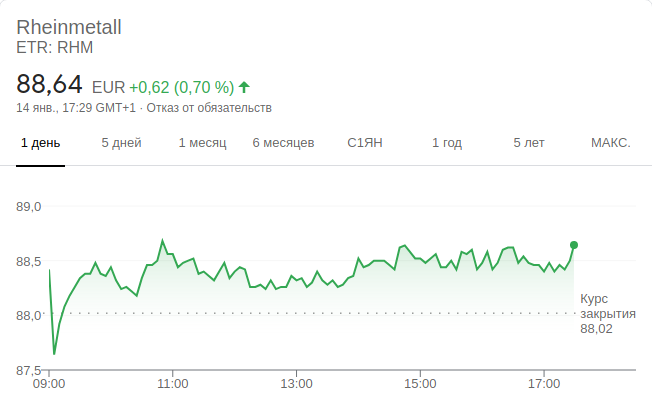 Rheinmetall
ETR: RHM
88,64 EUR +0,62 (0,70 %)
14 янв., 17:29 GMT+1 · Отказ от обязательств
1 день 5 дней 1 месяц 6 месяцев С1ЯН 1 год 5 лет МАКС.
89,0
88,5
Курс
88,0 закрытия
88,02
87,5
09:00 11:00 13:00 15:00 17:00